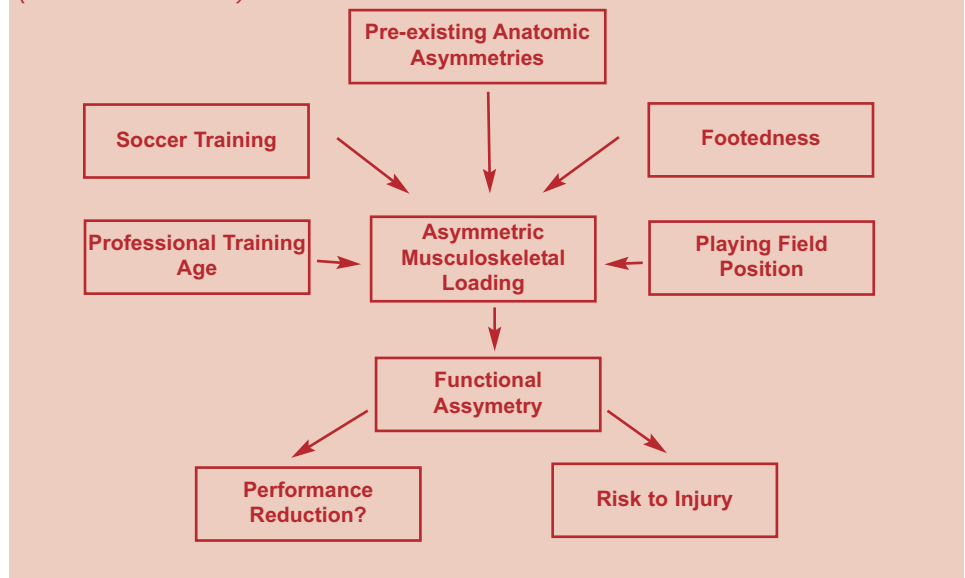 Pre-existing Anatomic
Asymmetries
Soccer Training
Footedness
Professional Training
Age
Asymmetric
Musculoskeletal
Loading
Playing Field
Position
Functional
Assymetry
Performance
Reduction?
Risk to Injury